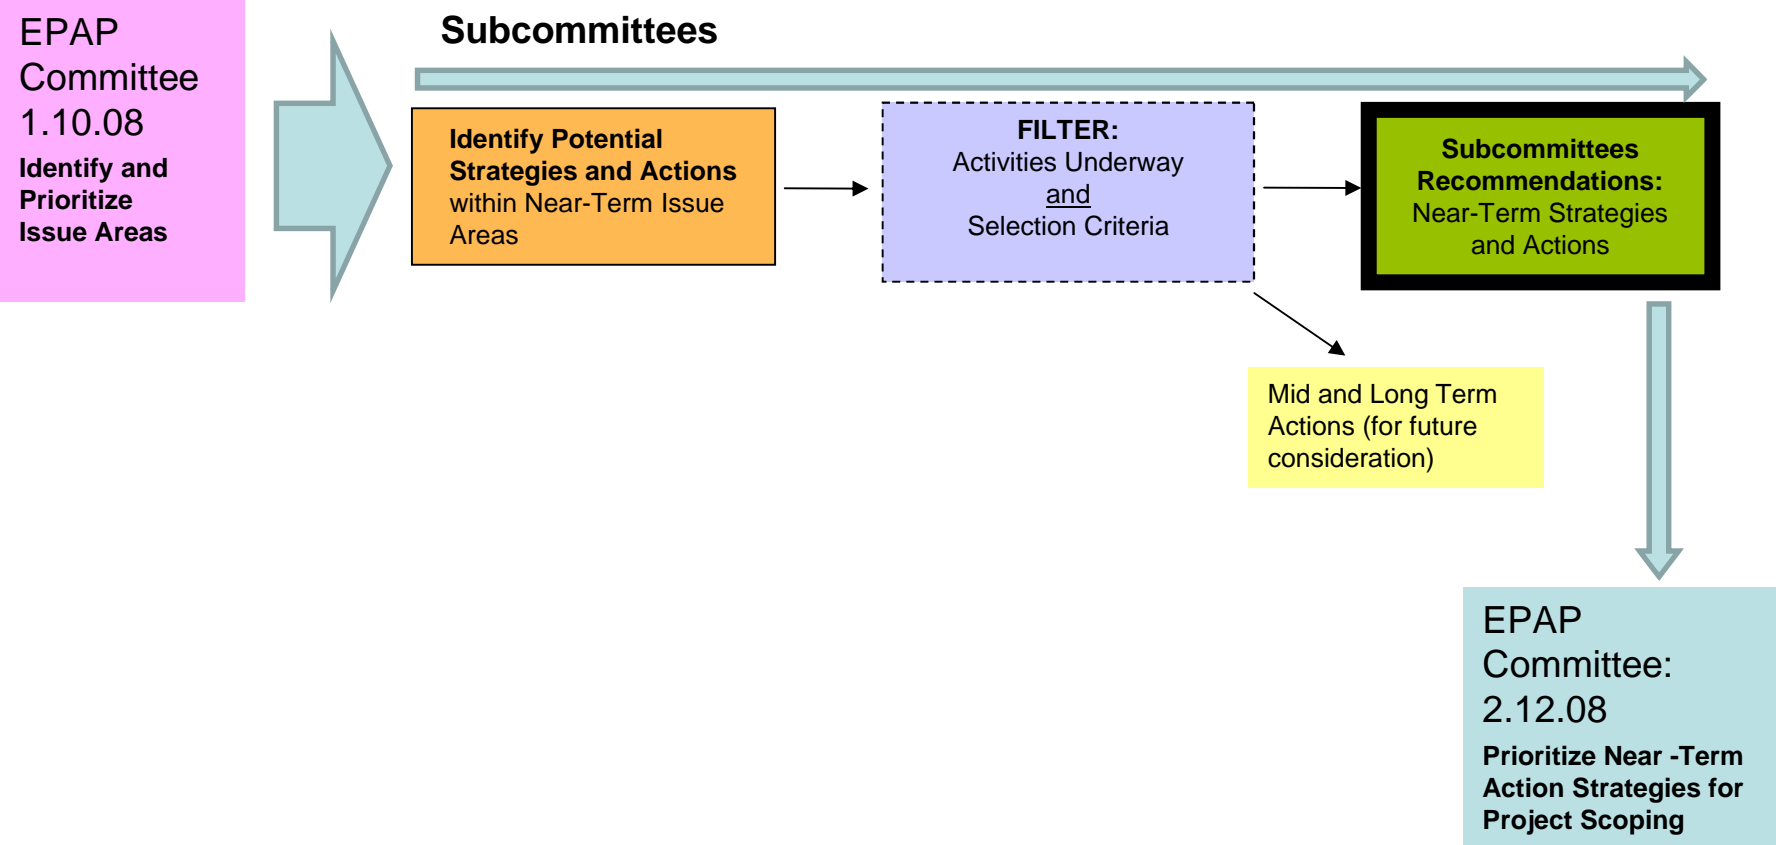 EPAP
Committee
1.10.08
Identify and
Prioritize
Issue Areas
Subcommittees
Identify Potential
Strategies and Actions
within Near-Term Issue
Areas
FILTER:
Activities Underway
and
Selection Criteria
Subcommittees
Recommendations:
Near-Term Strategies
and Actions
Mid and Long Term
Actions (for future
consideration)
EPAP
Committee:
2.12.08
Prioritize Near -Term
Action Strategies for
Project Scoping